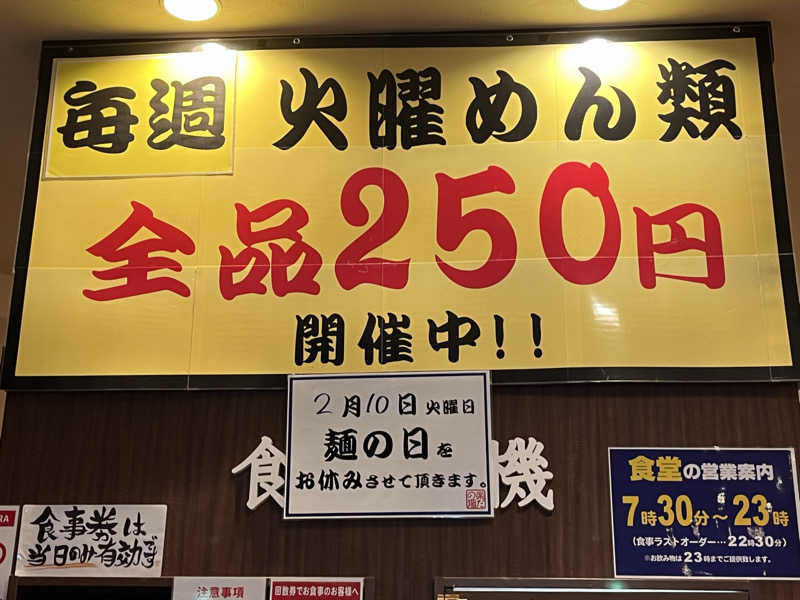 毎週 火曜めん類
全品250円
開催中!!
2月10日 火曜日
麺の日を
お休みさせて頂きます。
食
機
食堂の営業案内
7時30分～23時
(食事ラストオーダー…22時30分)
※お飲み物は23時までご提供致します。
食事券は
当日のみ有効です
注意事項
回数券でお食事のお客様へ